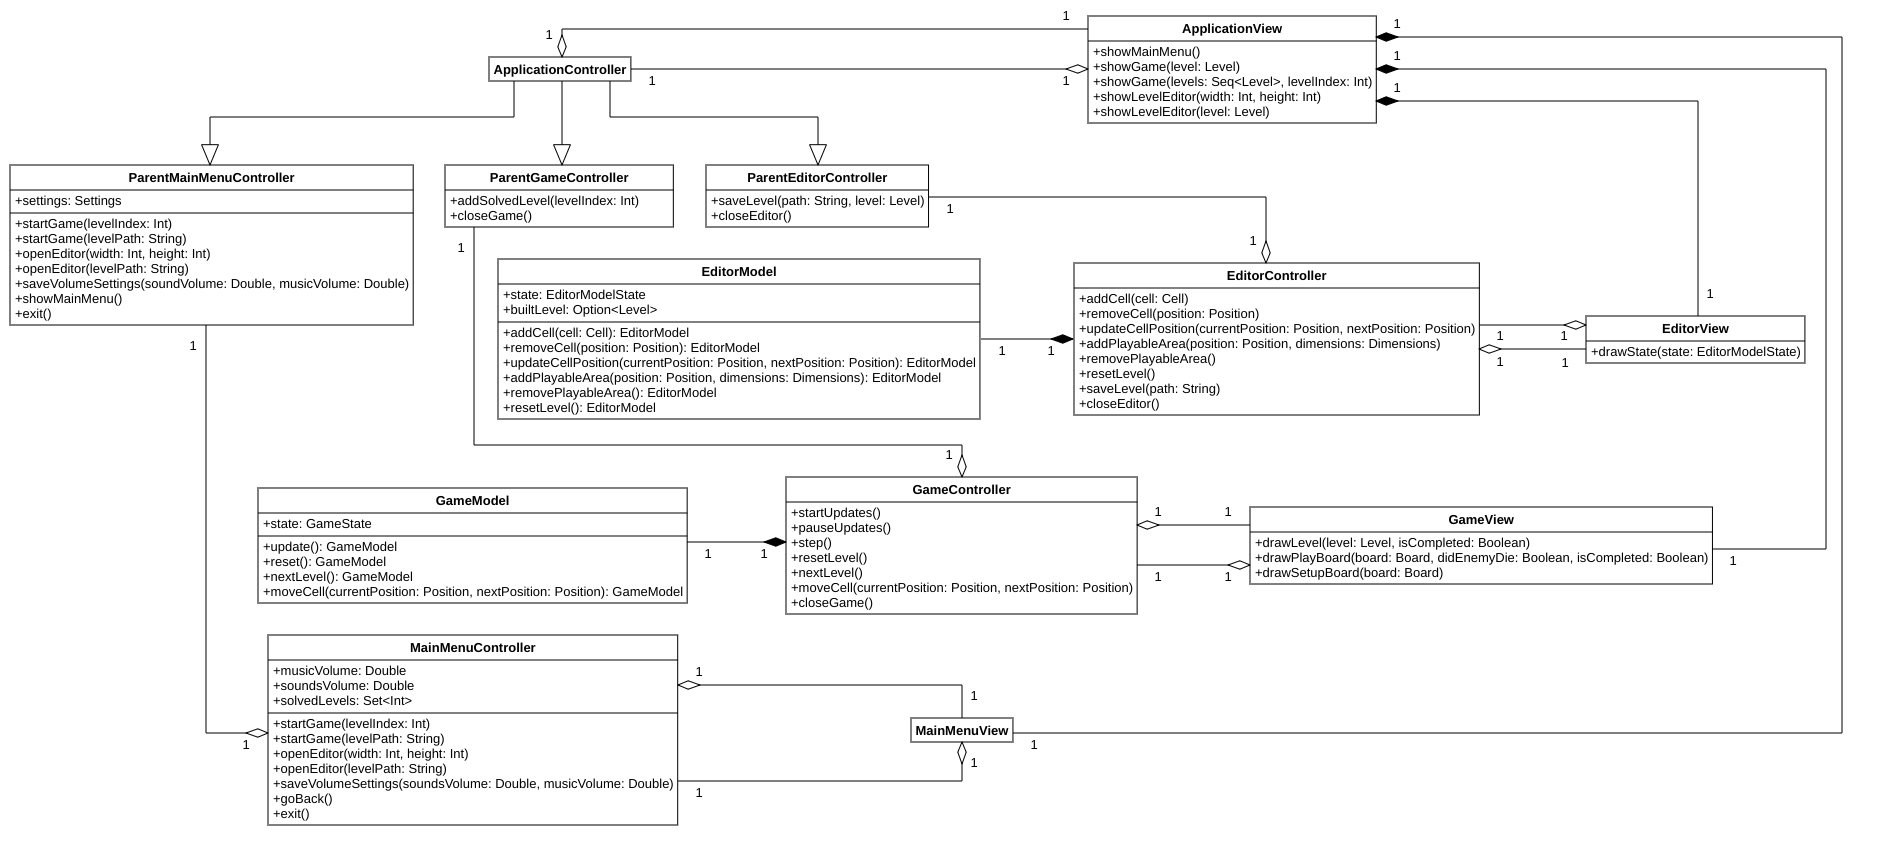 ApplicationView
+showMainMenu()
+showGame(level: Level)
+showGame(levels: Seq<Level>, levelIndex: Int)
+showLevelEditor(width: Int, height: Int)
+showLevelEditor(level: Level)
1
1
1
1
1
1
1
ApplicationController
ParentMainMenuController
+settings: Settings
+startGame(levelIndex: Int)
+startGame(levelPath: String)
+openEditor(width: Int, height: Int)
+openEditor(levelPath: String)
+saveVolumeSettings(soundVolume: Double, musicVolume: Double)
+showMainMenu()
+exit()
1
ParentGameController
+addSolvedLevel(levelIndex: Int)
+closeGame()
1
ParentEditorController
+saveLevel(path: String, level: Level)
+closeEditor()
1
1
EditorModel
+state: EditorModelState
+builtLevel: Option<Level>
+addCell(cell: Cell): EditorModel
+removeCell(position: Position): EditorModel
+updateCellPosition(currentPosition: Position, nextPosition: Position): EditorModel
+addPlayableArea(position: Position, dimensions: Dimensions): EditorModel
+removePlayableArea(): EditorModel
+resetLevel(): EditorModel
1
1
EditorController
+addCell(cell: Cell)
+removeCell(position: Position)
+updateCellPosition(currentPosition: Position, nextPosition: Position)
+addPlayableArea(position: Position, dimensions: Dimensions)
+removePlayableArea()
+resetLevel()
+saveLevel(path: String)
+closeEditor()
1
1
1
1
1
EditorView
+drawState(state: EditorModelState)
1
GameModel
+state: GameState
+update(): GameModel
+reset(): GameModel
+nextLevel(): GameModel
+moveCell(currentPosition: Position, nextPosition: Position): GameModel
1
1
GameController
+startUpdates()
+pauseUpdates()
+step()
+resetLevel()
+nextLevel()
+moveCell(currentPosition: Position, nextPosition: Position)
+closeGame()
1
1
1
1
GameView
+drawLevel(level: Level, isCompleted: Boolean)
+drawPlayBoard(board: Board, didEnemyDie: Boolean, isCompleted: Boolean)
+drawSetupBoard(board: Board)
1
MainMenuController
+musicVolume: Double
+soundsVolume: Double
+solvedLevels: Set<Int>
+startGame(levelIndex: Int)
+startGame(levelPath: String)
+openEditor(width: Int, height: Int)
+openEditor(levelPath: String)
+saveVolumeSettings(soundsVolume: Double, musicVolume: Double)
+goBack()
+exit()
1
1
1
MainMenuView
1
1
1